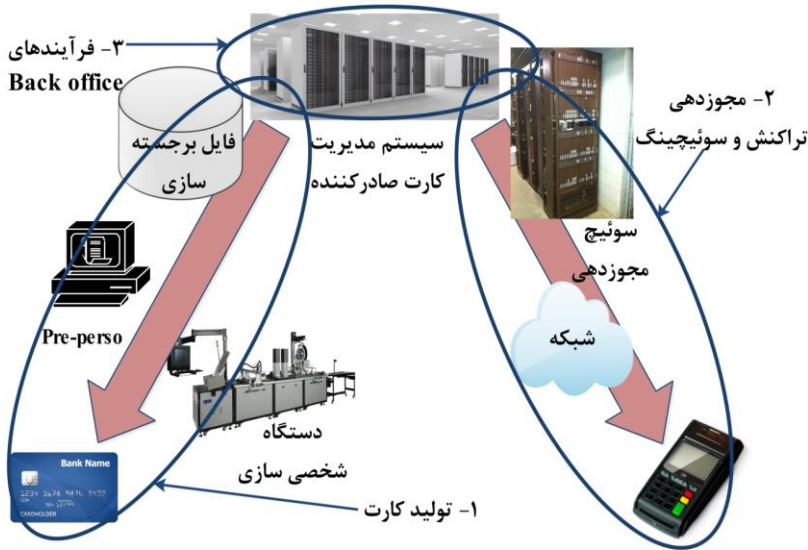 ۳- فرآیندهای
Back office
۲- مجوزدهی
تراکنش و سوئیچینگ
فایل برجسته
سازی
سیستم مدیریت
کارت صادرکننده
سوئیچ
مجوزدهی
Pre-perso
شبکه
دستگاه
شخصی سازی
Bank Name
CARDHOLDER
۱- تولید کارت